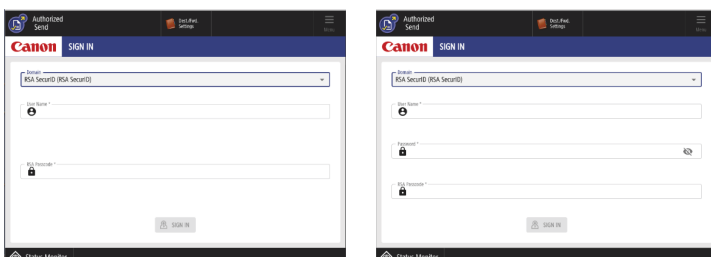 Authorized
Send
Dest./Fwd.
Settings
Menu
Canon SIGN IN
Domain
RSA SecurID (RSA SecurID)
User Name *
RSA Passcode *
SIGN IN
Status Monitor
Authorized
Send
Dest./Fwd.
Settings
Menu
Canon SIGN IN
Domain
RSA SecurID (RSA SecurID)
User Name *
Password *
RSA Passcode *
SIGN IN
Status Monitor